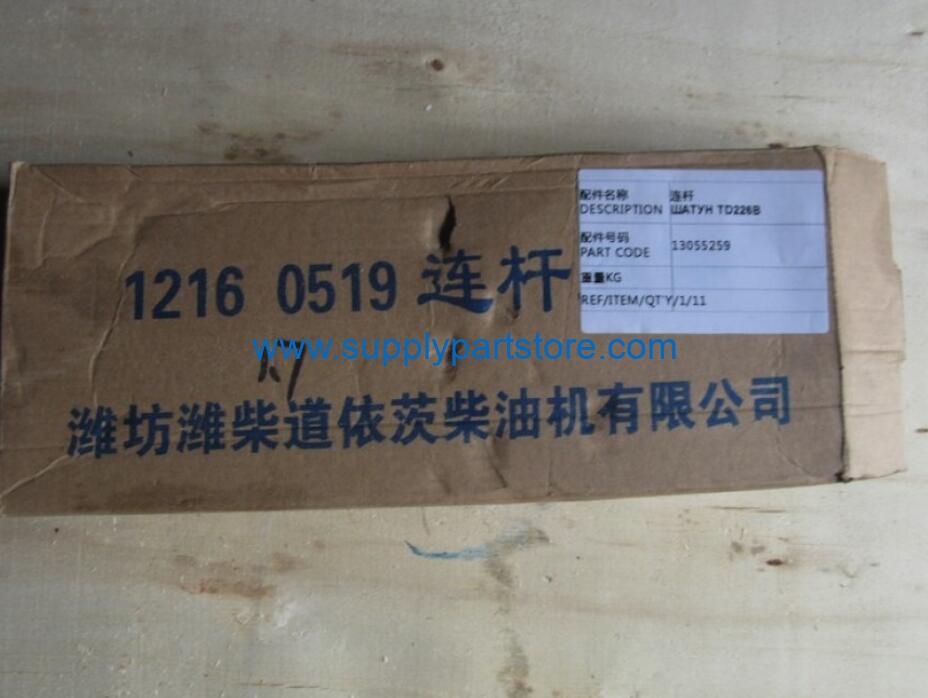 配件名称 连杆
DESCRIPTION ШАТУН TD226B
配件号码
PART CODE 13055259
重量KG
REF/ITEM/QTY/1/11
1216 0519 连杆
www.supplypartstore.com
潍坊潍柴道依茨柴油机有限公司